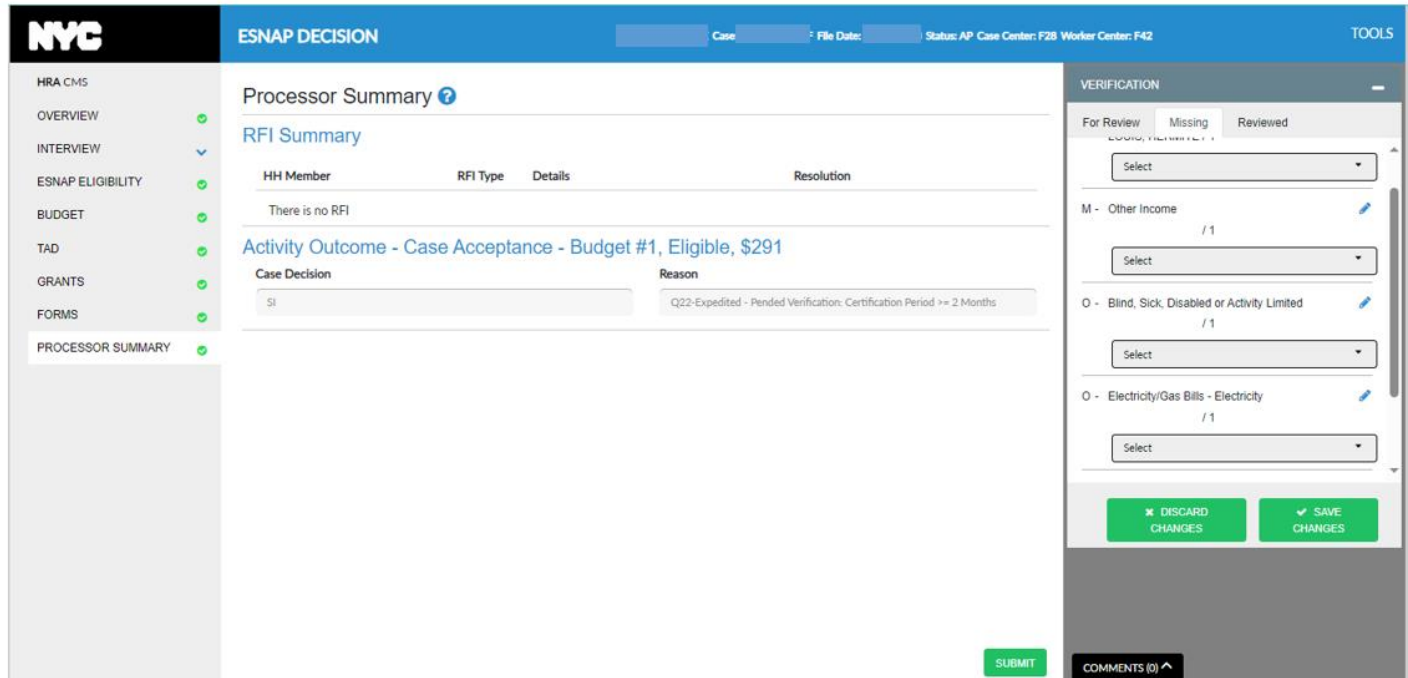 NYC
ESNAP DECISION
Case
File Date:
Status: AP Case Center: F28 Worker Center: F42
TOOLS
HRA CMS
OVERVIEW
INTERVIEW
ESNAP ELIGIBILITY
BUDGET
TAD
GRANTS
FORMS
PROCESSOR SUMMARY
Processor Summary ?
RFI Summary
HH Member RFI Type Details Resolution
There is no RFI
Activity Outcome - Case Acceptance - Budget #1, Eligible, $291
Case Decision Reason
SI Q22-Expedited - Pended Verification: Certification Period >= 2 Months
SUBMIT
VERIFICATION
For Review Missing Reviewed
Select
M - Other Income
/ 1
Select
O - Blind, Sick, Disabled or Activity Limited
/ 1
Select
O - Electricity/Gas Bills - Electricity
/ 1
Select
DISCARD CHANGES
SAVE CHANGES
COMMENTS (0)